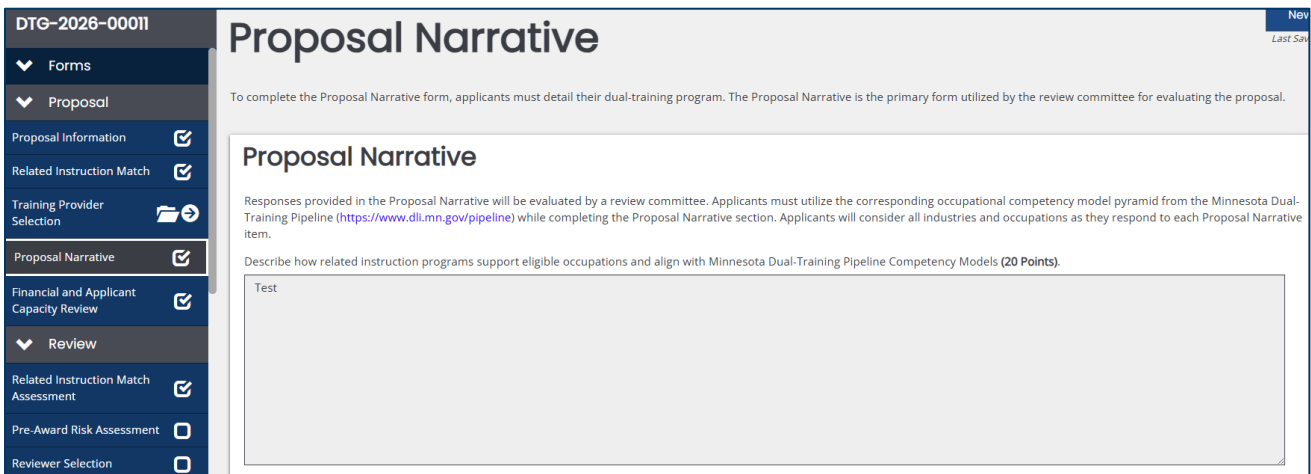 DTG-2026-00011
Forms
Proposal
Proposal Information
Related Instruction Match
Training Provider
Selection
Proposal Narrative
Financial and Applicant
Capacity Review
Review
Related Instruction Match
Assessment
Pre-Award Risk Assessment
Reviewer Selection
Proposal Narrative
New
Last Sav
To complete the Proposal Narrative form, applicants must detail their dual-training program. The Proposal Narrative is the primary form utilized by the review committee for evaluating the proposal.
Proposal Narrative
Responses provided in the Proposal Narrative will be evaluated by a review committee. Applicants must utilize the corresponding occupational competency model pyramid from the Minnesota Dual-
Training Pipeline (https://www.dli.mn.gov/pipeline) while completing the Proposal Narrative section. Applicants will consider all industries and occupations as they respond to each Proposal Narrative
item.
Describe how related instruction programs support eligible occupations and align with Minnesota Dual-Training Pipeline Competency Models (20 Points).
Test